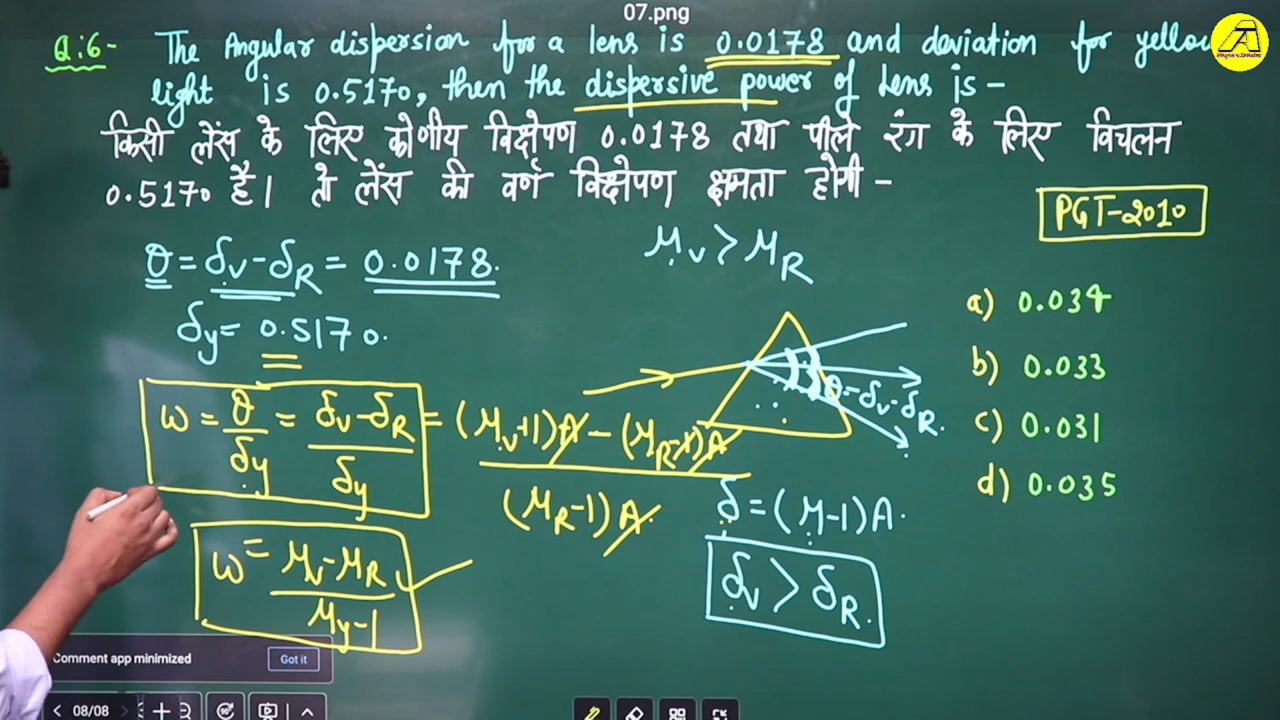 07.png
Q:6- The Angular dispersion for a lens is 0.0178 and deviation for yellow
light is 0.5170, then the dispersive power of Lens is -
किसी लेंस के लिए कोणीय विक्षेपण 0.0178 तथा पीले रंग के लिए विचलन
0.5170 है। तो लेंस की वर्ण विक्षेपण क्षमता होगी -
PGT-2010
θ = δv - δR = 0.0178.
μv > μR
δy = 0.5170.
a) 0.034
b) 0.033
c) 0.031
d) 0.035
θ = δv - δR.
ω = θ/δy = (δv - δR)/δy = ((μv+1)A - (μR-1)A)/((μR-1)A)
δ = (μ-1)A.
ω = (μv - μR)/(μy - 1)
δv > δR.
Comment app minimized
Got it
08/08